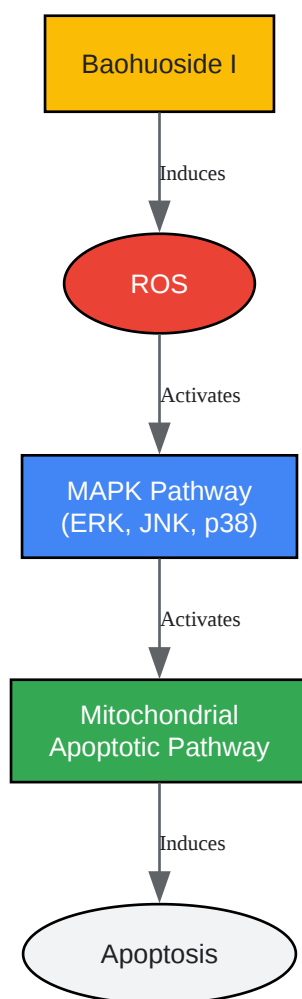 Baohuoside I
Induces
ROS
Activates
MAPK Pathway
(ERK, JNK, p38)
Activates
Mitochondrial
Apoptotic Pathway
Induces
Apoptosis